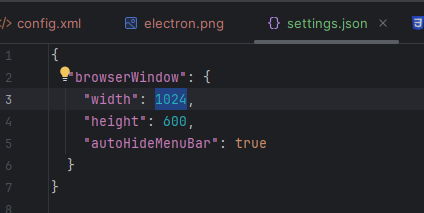 config.xml electron.png settings.json
1 {
2 "browserWindow": {
3 "width": 1024,
4 "height": 600,
5 "autoHideMenuBar": true
6 }
7 }
8